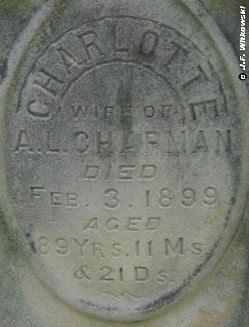 CHARLOTTE
WIFE OF
A.L. CHAPMAN
DIED
FEB. 3. 1899
AGED
39 YRS. 11 MS.
& 21 DS.
© J.F. Witkowski